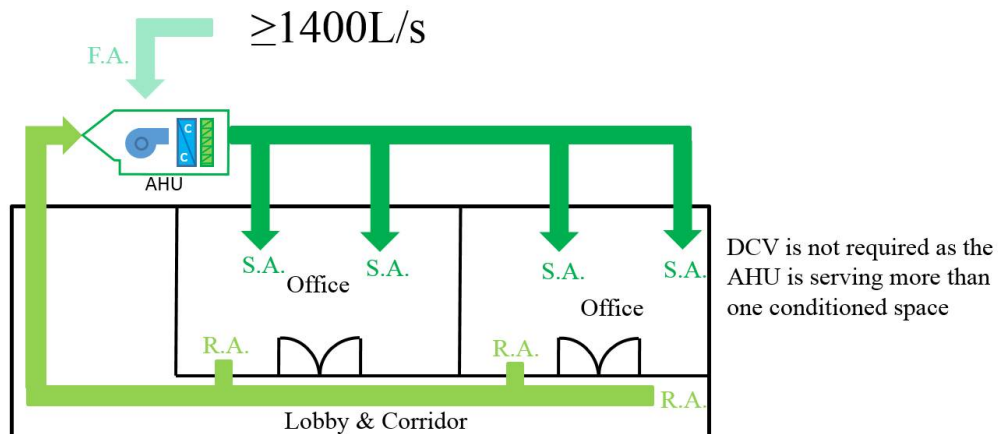 ≥1400L/s
F.A.
C
C
AHU
S.A.
S.A.
S.A.
S.A.
Office
Office
DCV is not required as the
AHU is serving more than
one conditioned space
R.A.
R.A.
R.A.
Lobby & Corridor